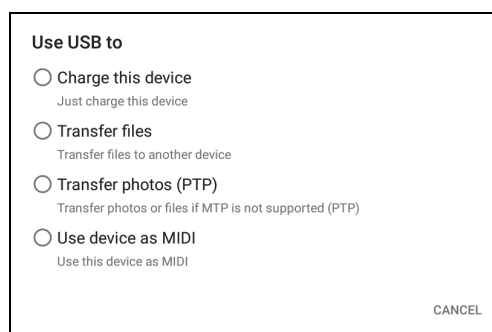 Use USB to
Charge this device
Just charge this device
Transfer files
Transfer files to another device
Transfer photos (PTP)
Transfer photos or files if MTP is not supported (PTP)
Use device as MIDI
Use this device as MIDI
CANCEL